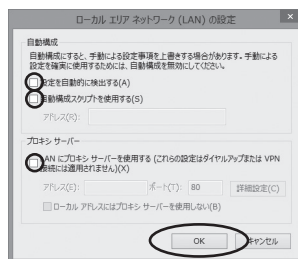 ローカル エリア ネットワーク (LAN) の設定
×
自動構成
自動構成にすると、手動による設定事項を上書きする場合があります。手動による
設定を確実に使用するためには、自動構成を無効にしてください。
設定を自動的に検出する(A)
自動構成スクリプトを使用する(S)
アドレス(R):
プロキシ サーバー
LAN にプロキシ サーバーを使用する (これらの設定はダイヤルアップまたは VPN
接続には適用されません)(X)
アドレス(E): ポート(T): 80 詳細設定(C)
ローカル アドレスにはプロキシ サーバーを使用しない(B)
OK キャンセル